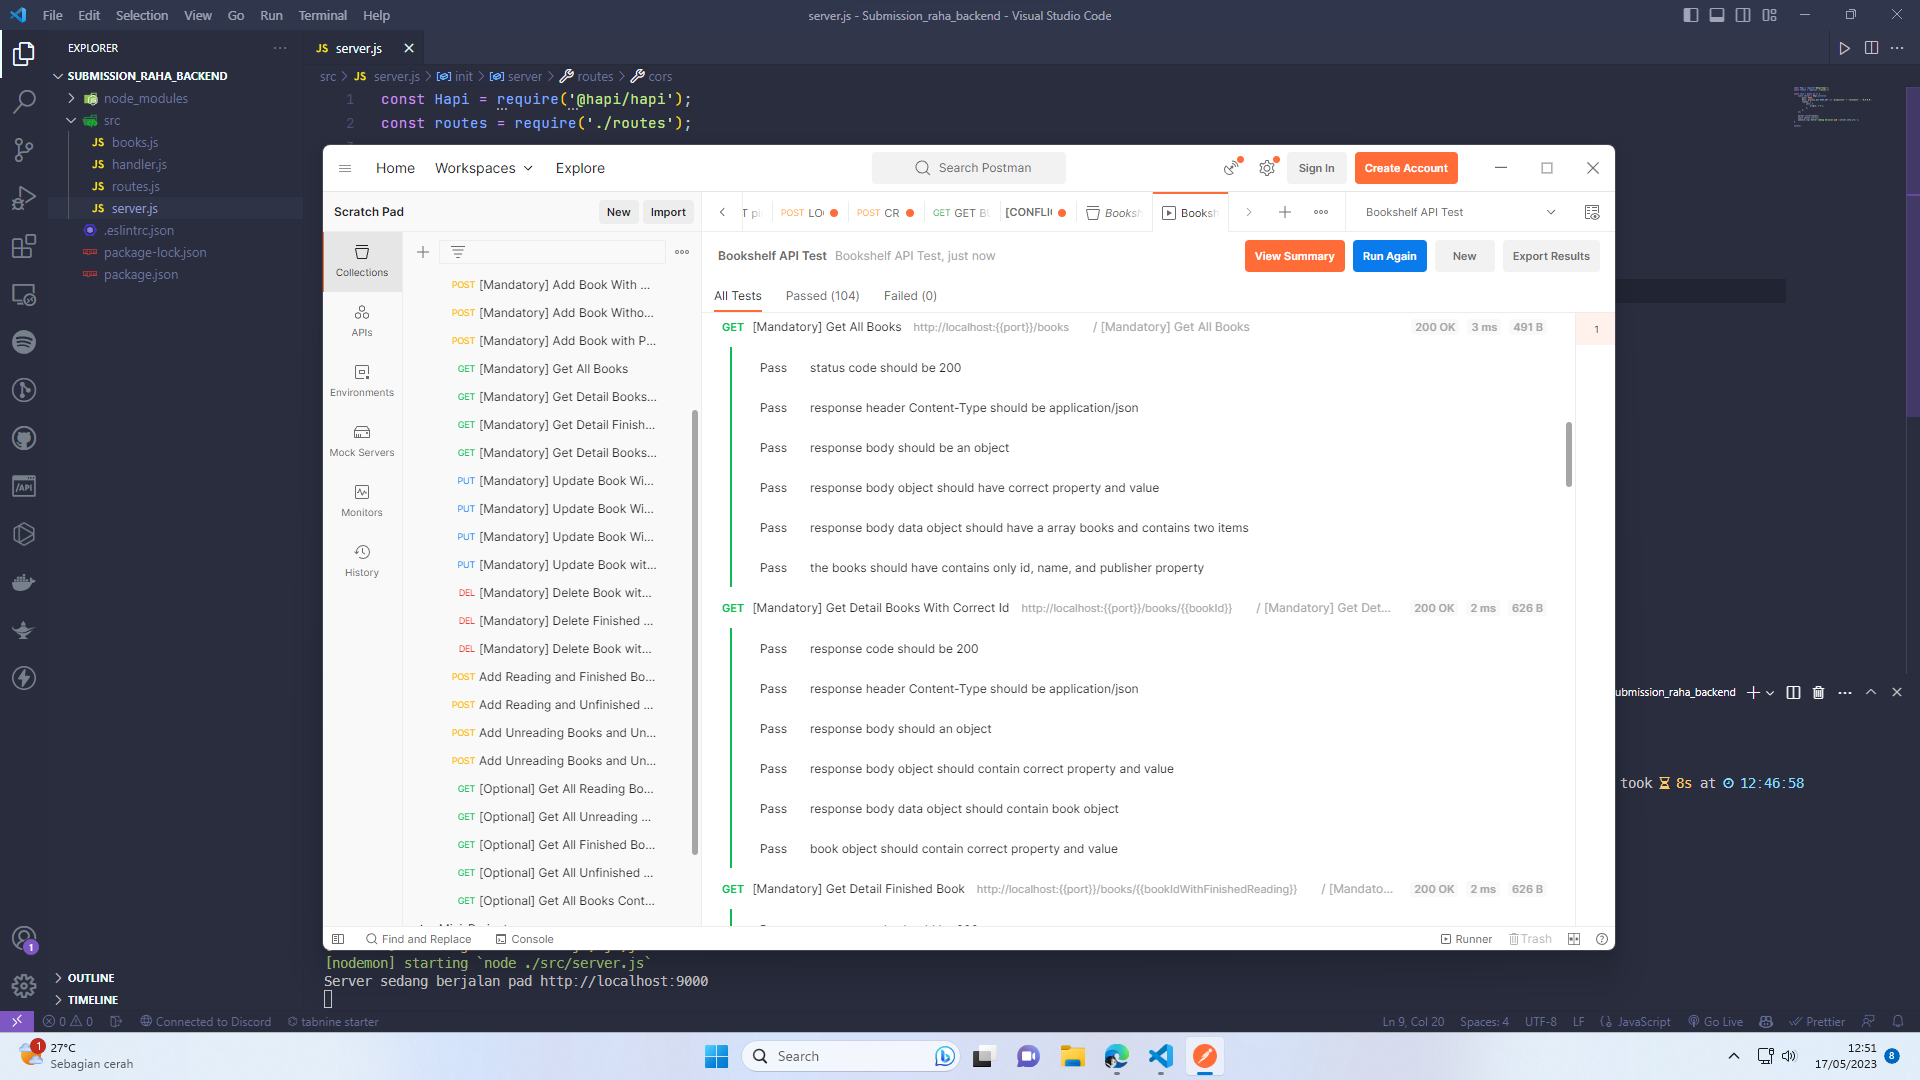 File Edit Selection View Go Run Terminal Help
server.js - Submission_raha_backend - Visual Studio Code
EXPLORER
SUBMISSION_RAHA_BACKEND
node_modules
src
JS books.js
JS handler.js
JS routes.js
JS server.js
.eslintrc.json
package-lock.json
package.json
OUTLINE
TIMELINE
JS server.js
src > JS server.js > init > server > routes > cors
1 const Hapi = require('@hapi/hapi');
2 const routes = require('./routes');
Home Workspaces Explore
Search Postman
Sign In Create Account
Scratch Pad
New Import
POST LO
POST CR
GET GET B
[CONFLI
Booksh
Booksh
Bookshelf API Test
Collections
APIs
Environments
Mock Servers
Monitors
History
POST [Mandatory] Add Book With ...
POST [Mandatory] Add Book Witho...
POST [Mandatory] Add Book with P...
GET [Mandatory] Get All Books
GET [Mandatory] Get Detail Books...
GET [Mandatory] Get Detail Finish...
GET [Mandatory] Get Detail Books...
PUT [Mandatory] Update Book Wi...
PUT [Mandatory] Update Book Wi...
PUT [Mandatory] Update Book Wi...
PUT [Mandatory] Update Book wit...
DEL [Mandatory] Delete Book wit...
DEL [Mandatory] Delete Finished ...
DEL [Mandatory] Delete Book wit...
POST Add Reading and Finished Bo...
POST Add Reading and Unfinished ...
POST Add Unreading Books and Un...
POST Add Unreading Books and Un...
GET [Optional] Get All Reading Bo...
GET [Optional] Get All Unreading ...
GET [Optional] Get All Finished Bo...
GET [Optional] Get All Unfinished ...
GET [Optional] Get All Books Cont...
Bookshelf API Test Bookshelf API Test, just now
View Summary Run Again New Export Results
All Tests Passed (104) Failed (0)
1
GET [Mandatory] Get All Books http://localhost:{{port}}/books / [Mandatory] Get All Books 200 OK 3 ms 491 B
Pass status code should be 200
Pass response header Content-Type should be application/json
Pass response body should be an object
Pass response body object should have correct property and value
Pass response body data object should have a array books and contains two items
Pass the books should have contains only id, name, and publisher property
GET [Mandatory] Get Detail Books With Correct Id http://localhost:{{port}}/books/{{bookId}} / [Mandatory] Get Det... 200 OK 2 ms 626 B
Pass response code should be 200
Pass response header Content-Type should be application/json
Pass response body should an object
Pass response body object should contain correct property and value
Pass response body data object should contain book object
Pass book object should contain correct property and value
GET [Mandatory] Get Detail Finished Book http://localhost:{{port}}/books/{{bookIdWithFinishedReading}} / [Mandato... 200 OK 2 ms 626 B
Find and Replace Console
Runner Trash
ubmission_raha_backend
took 8s at 12:46:58
[nodemon] starting `node ./src/server.js`
Server sedang berjalan pad http://localhost:9000
1
0 0 Connected to Discord tabnine starter
Ln 9, Col 20 Spaces: 4 UTF-8 LF JavaScript Go Live Prettier
1
27°C
Sebagian cerah
Search
12:51
17/05/2023
8